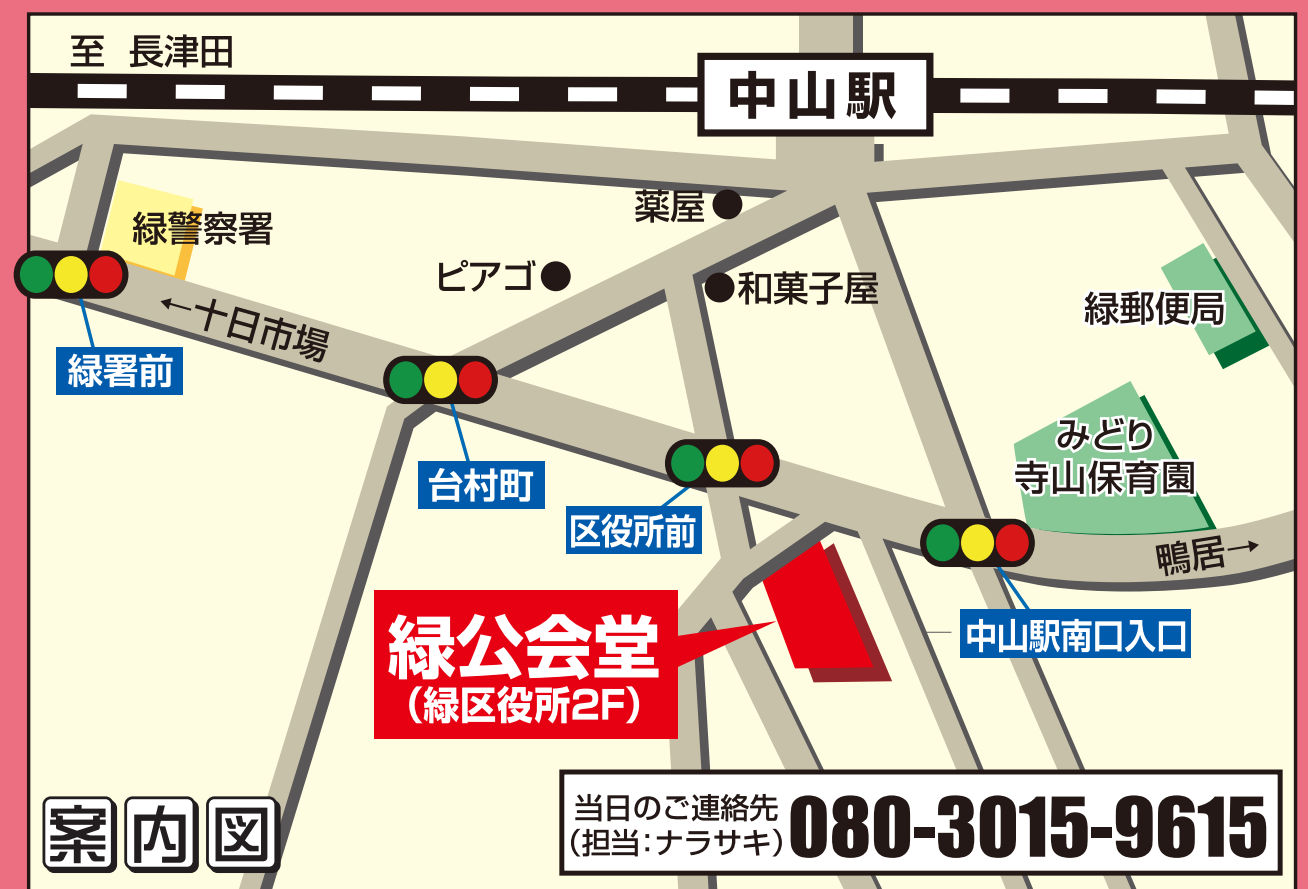 至 長津田
中山駅
薬屋
緑警察署
ピアゴ
和菓子屋
緑郵便局
←十日市場
緑署前
みどり
寺山保育園
台村町
区役所前
鴨居→
緑公会堂
(緑区役所2F)
中山駅南口入口
案内図
当日のご連絡先
(担当:ナラサキ)
080-3015-9615